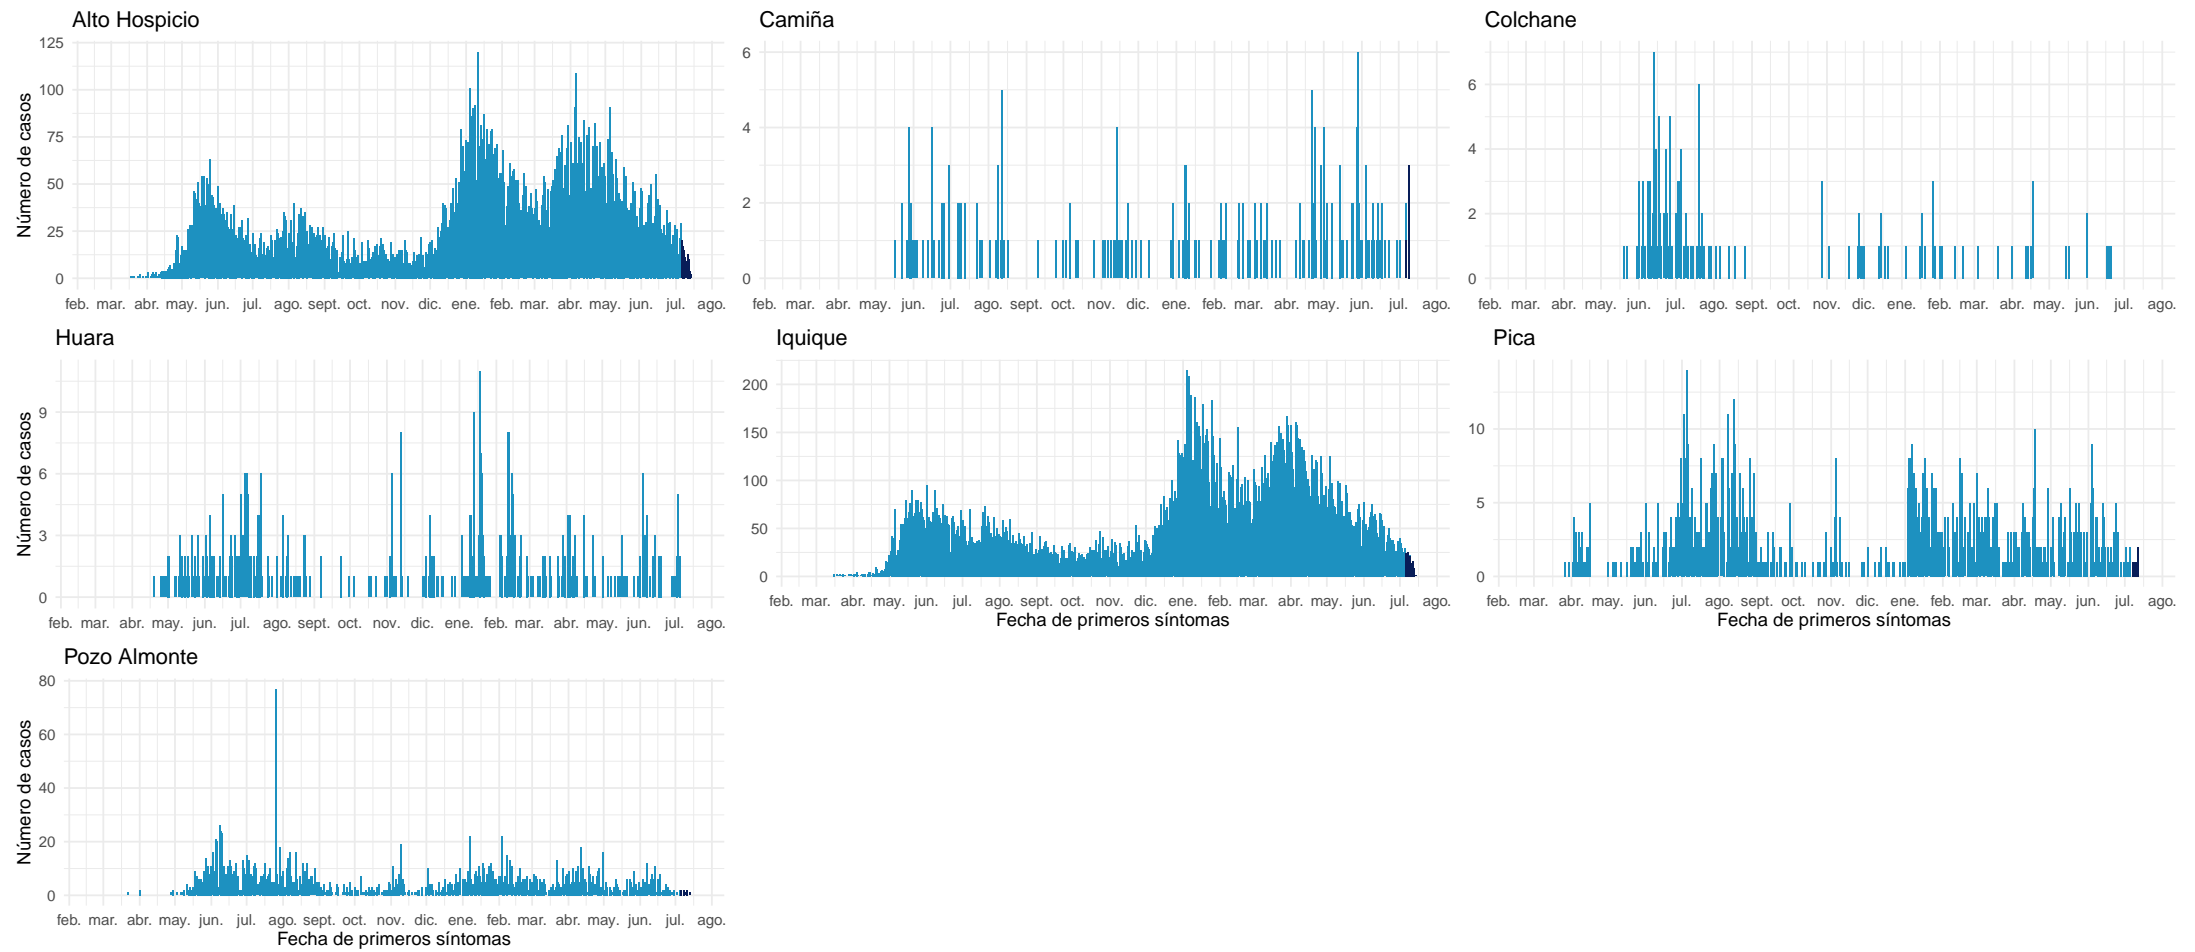 Alto Hospicio
Número de casos
125
100
75
50
25
0
feb. mar. abr. may. jun. jul. ago. sept. oct. nov. dic. ene. feb. mar. abr. may. jun. jul. ago.
Camiña
6
4
2
0
feb. mar. abr. may. jun. jul. ago. sept. oct. nov. dic. ene. feb. mar. abr. may. jun. jul. ago.
Colchane
6
4
2
0
feb. mar. abr. may. jun. jul. ago. sept. oct. nov. dic. ene. feb. mar. abr. may. jun. jul. ago.
Huara
Número de casos
9
6
3
0
feb. mar. abr. may. jun. jul. ago. sept. oct. nov. dic. ene. feb. mar. abr. may. jun. jul. ago.
Iquique
200
150
100
50
0
feb. mar. abr. may. jun. jul. ago. sept. oct. nov. dic. ene. feb. mar. abr. may. jun. jul. ago.
Fecha de primeros síntomas
Pica
10
5
0
feb. mar. abr. may. jun. jul. ago. sept. oct. nov. dic. ene. feb. mar. abr. may. jun. jul. ago.
Fecha de primeros síntomas
Pozo Almonte
Número de casos
80
60
40
20
0
feb. mar. abr. may. jun. jul. ago. sept. oct. nov. dic. ene. feb. mar. abr. may. jun. jul. ago.
Fecha de primeros síntomas